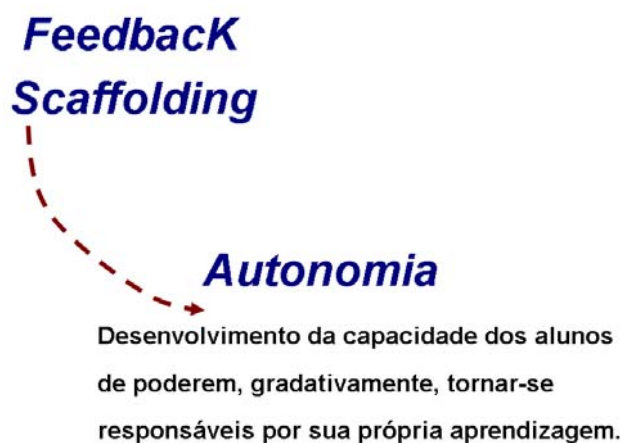 FeedbacK
Scaffolding
Autonomia
Desenvolvimento da capacidade dos alunos
de poderem, gradativamente, tornar-se
responsáveis por sua própria aprendizagem.